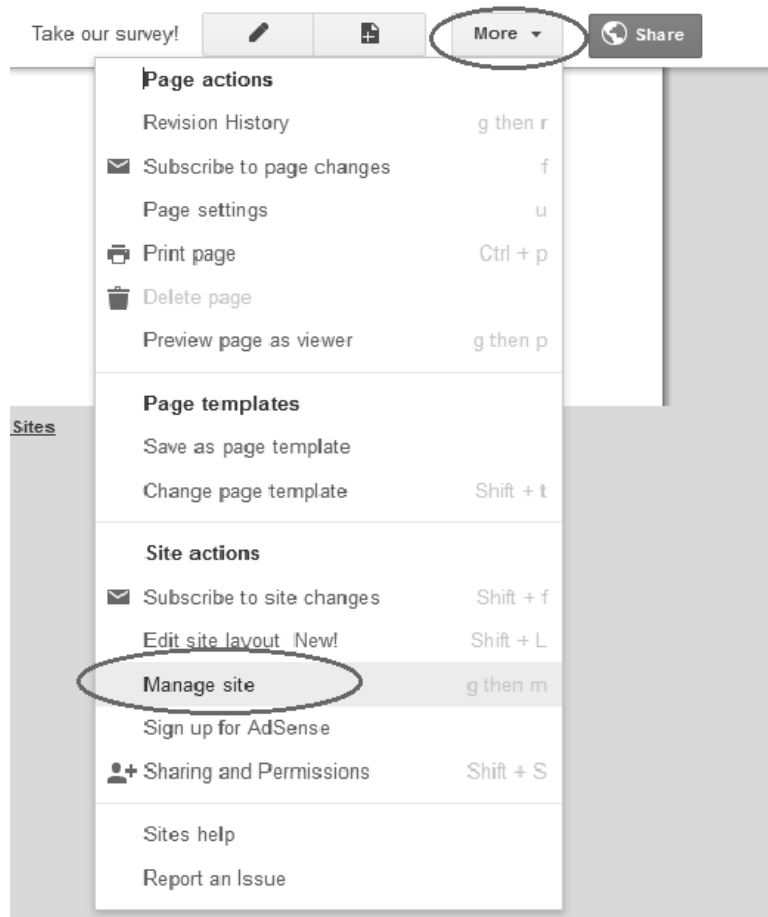 Take our survey! More Share
Page actions
Revision History g then r
Subscribe to page changes f
Page settings u
Print page Ctrl + p
Delete page
Preview page as viewer g then p
Page templates
Sites
Save as page template
Change page template Shift + t
Site actions
Subscribe to site changes Shift + f
Edit site layout New! Shift + L
Manage site g then m
Sign up for AdSense
Sharing and Permissions Shift + S
Sites help
Report an Issue